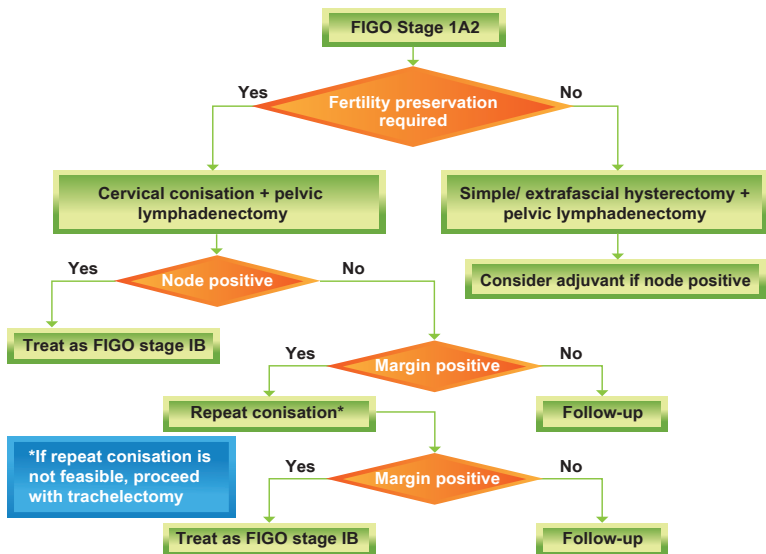 FIGO Stage 1A2
Yes
No
Fertility preservation
required
Cervical conisation + pelvic
lymphadenectomy
Simple/ extrafascial hysterectomy +
pelvic lymphadenectomy
Yes
No
Node positive
Consider adjuvant if node positive
Treat as FIGO stage IB
Yes
No
Margin positive
Repeat conisation*
Follow-up
*If repeat conisation is
not feasible, proceed
with trachelectomy
Yes
No
Margin positive
Treat as FIGO stage IB
Follow-up